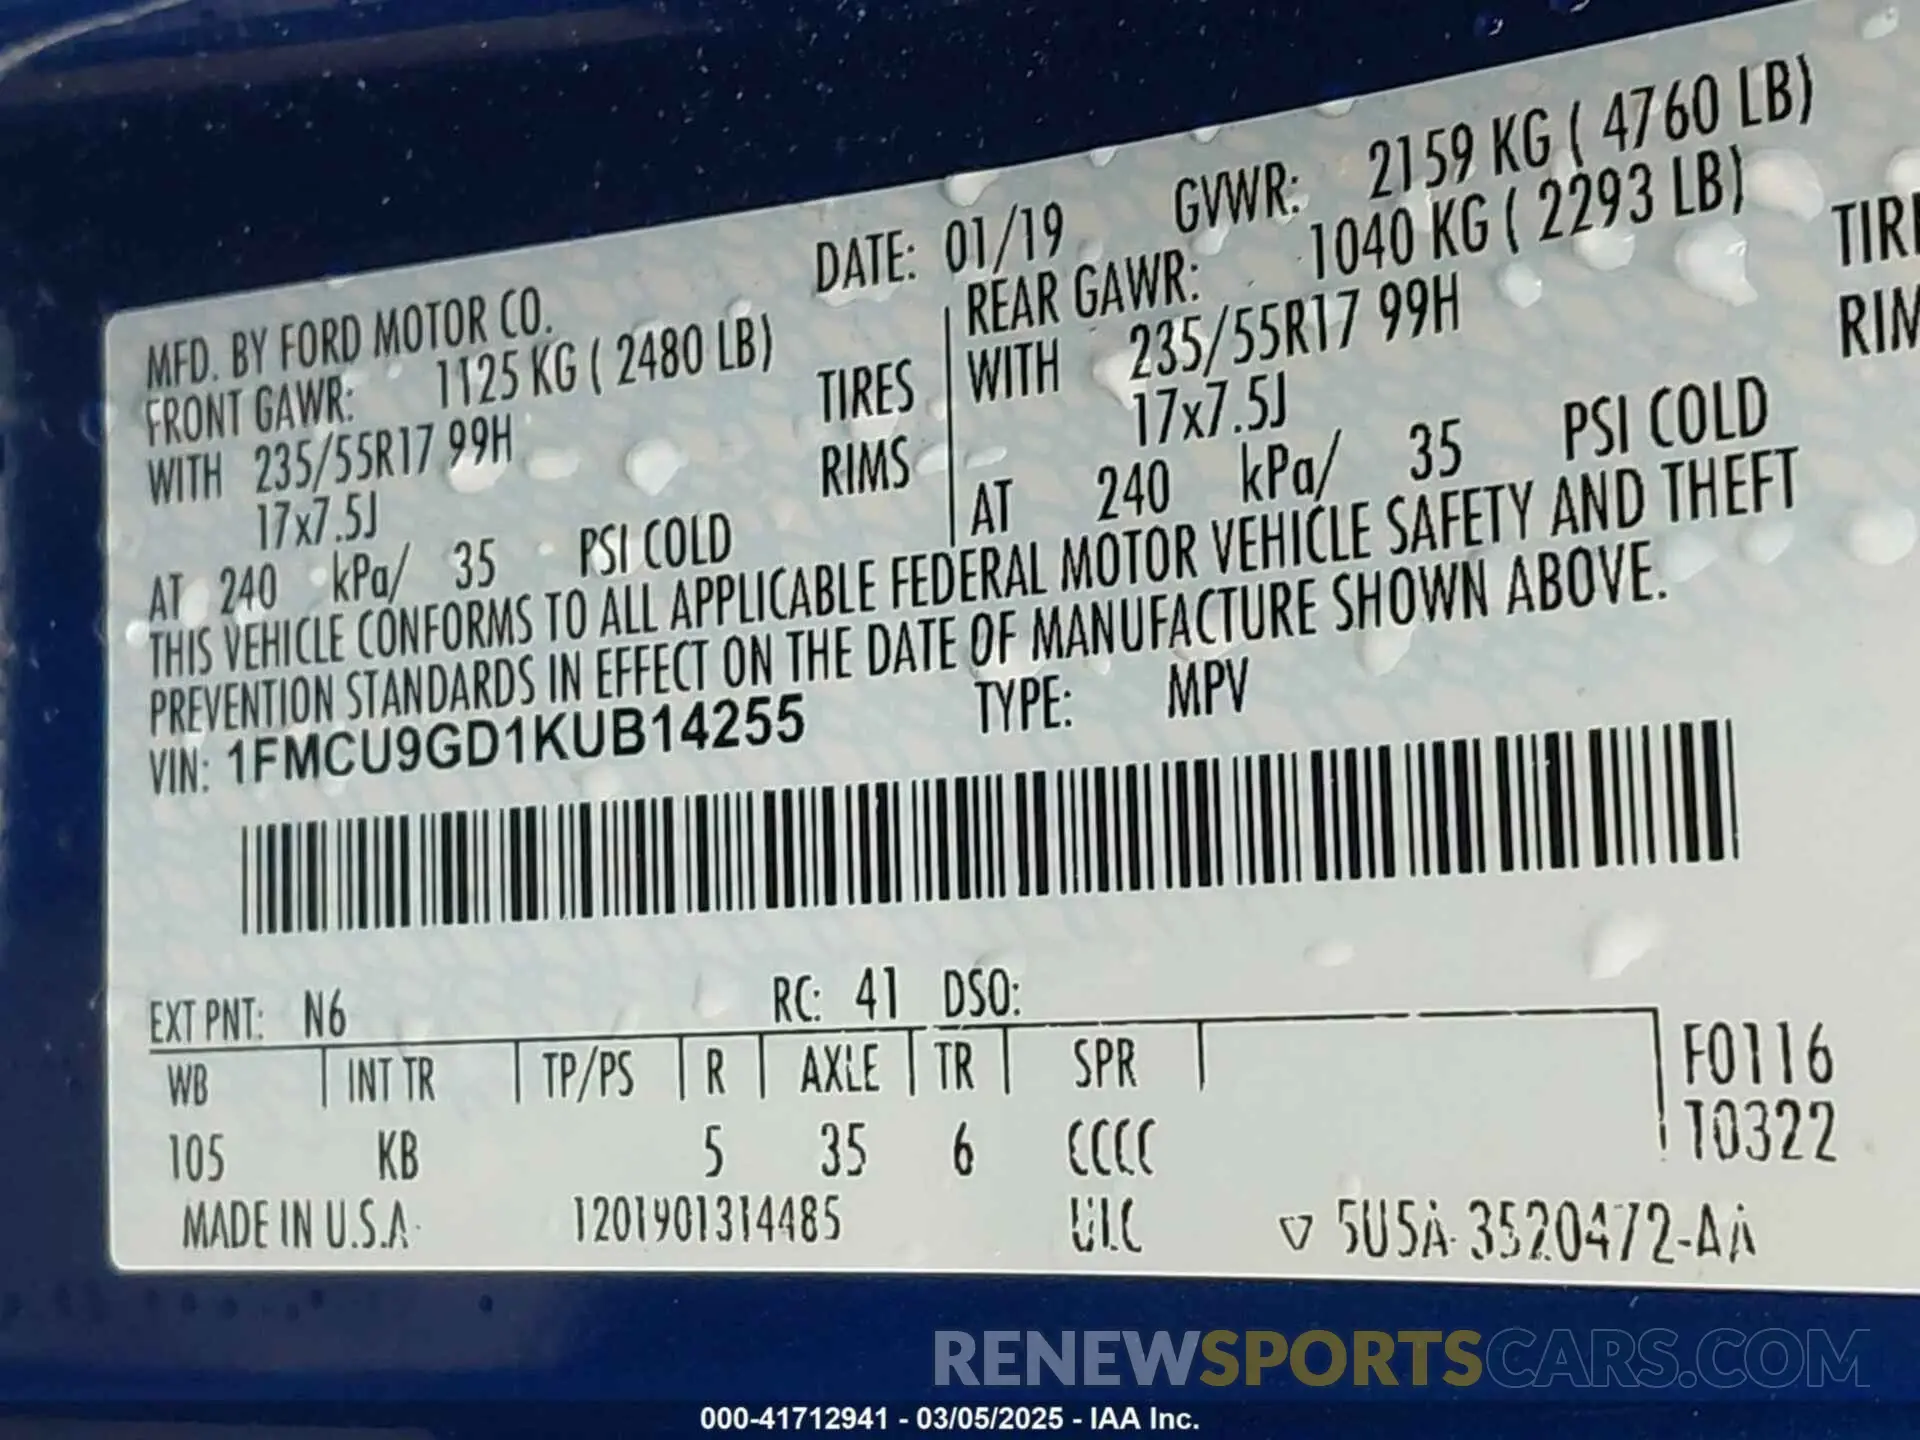 MFD. BY FORD MOTOR CO.
DATE: 01/19 GVWR: 2159 KG ( 4760 LB)
FRONT GAWR: 1125 KG ( 2480 LB) REAR GAWR: 1040 KG ( 2293 LB)
WITH 235/55R17 99H TIRES WITH 235/55R17 99H TIRE
17x7.5J RIMS 17x7.5J RIM
AT 240 kPa/ 35 PSI COLD AT 240 kPa/ 35 PSI COLD
THIS VEHICLE CONFORMS TO ALL APPLICABLE FEDERAL MOTOR VEHICLE SAFETY AND THEFT
PREVENTION STANDARDS IN EFFECT ON THE DATE OF MANUFACTURE SHOWN ABOVE.
VIN: 1FMCU9GD1KUB14255 TYPE: MPV
EXT PNT: N6 RC: 41 DSO:
WB INT TR TP/PS R AXLE TR SPR F0116
105 KB 5 35 6 CCCC T0322
MADE IN U.S.A. 1201901314485 ULC 5U5A-3520472-AA
RENEWSPORTSCARS.COM
000-41712941 - 03/05/2025 - IAA Inc.